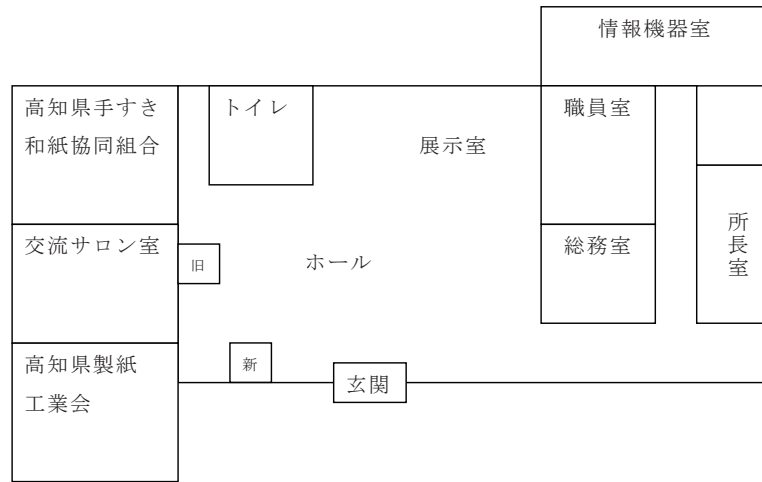 情報機器室
高知県手すき
和紙協同組合
トイレ
展示室
職員室
交流サロン室
旧
ホール
総務室
所長室
高知県製紙
工業会
新
玄関